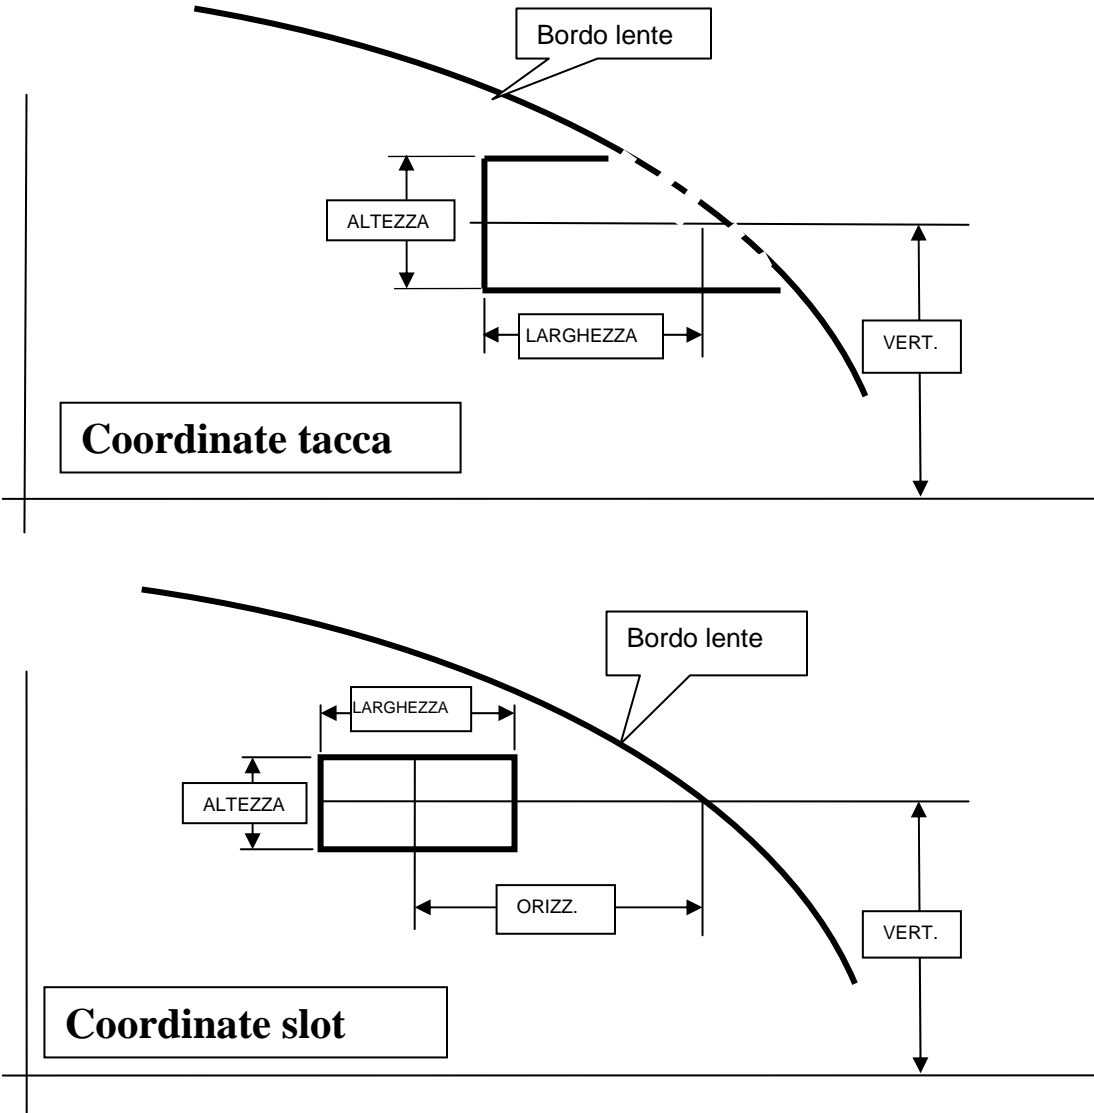 Bordo lente
ALTEZZA
LARGHEZZA
VERT.
Coordinate tacca
Bordo lente
LARGHEZZA
ALTEZZA
ORIZZ.
VERT.
Coordinate slot